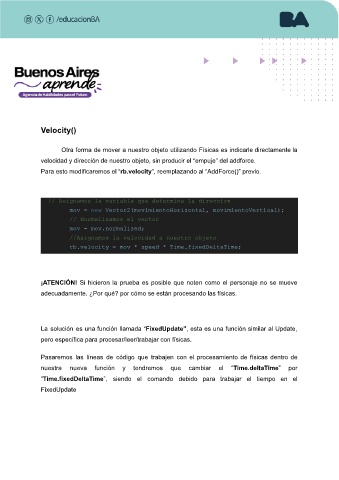 /educacionBA
BA
Buenos Aires
aprende
Agencia de Habilidades para el Futuro
Velocity()
Otra forma de mover a nuestro objeto utilizando Físicas es indicarle directamente la
velocidad y dirección de nuestro objeto, sin producir el “empuje” del addforce.
Para esto modificaremos el “rb.velocity”, reemplazando al “AddForce()” previo.
// Asignamos la variable que determina la dirección
mov = new Vector2(movimientoHorizontal, movimientoVertical);
// Normalizamos el vector
mov = mov.normalized;
//Asignamos la velocidad a nuestro objeto
rb.velocity = mov * speed * Time.fixedDeltaTime;
¡ATENCIÓN! Si hicieron la prueba es posible que noten como el personaje no se mueve
adecuadamente. ¿Por qué? por cómo se están procesando las físicas.
La solución es una función llamada “FixedUpdate”, esta es una función similar al Update,
pero específica para procesar/leer/trabajar con físicas.
Pasaremos las líneas de código que trabajen con el procesamiento de físicas dentro de
nuestra nueva función y tendremos que cambiar el “Time.deltaTime” por
“Time.fixedDeltaTime”, siendo el comando debido para trabajar el tiempo en el
FixedUpdate